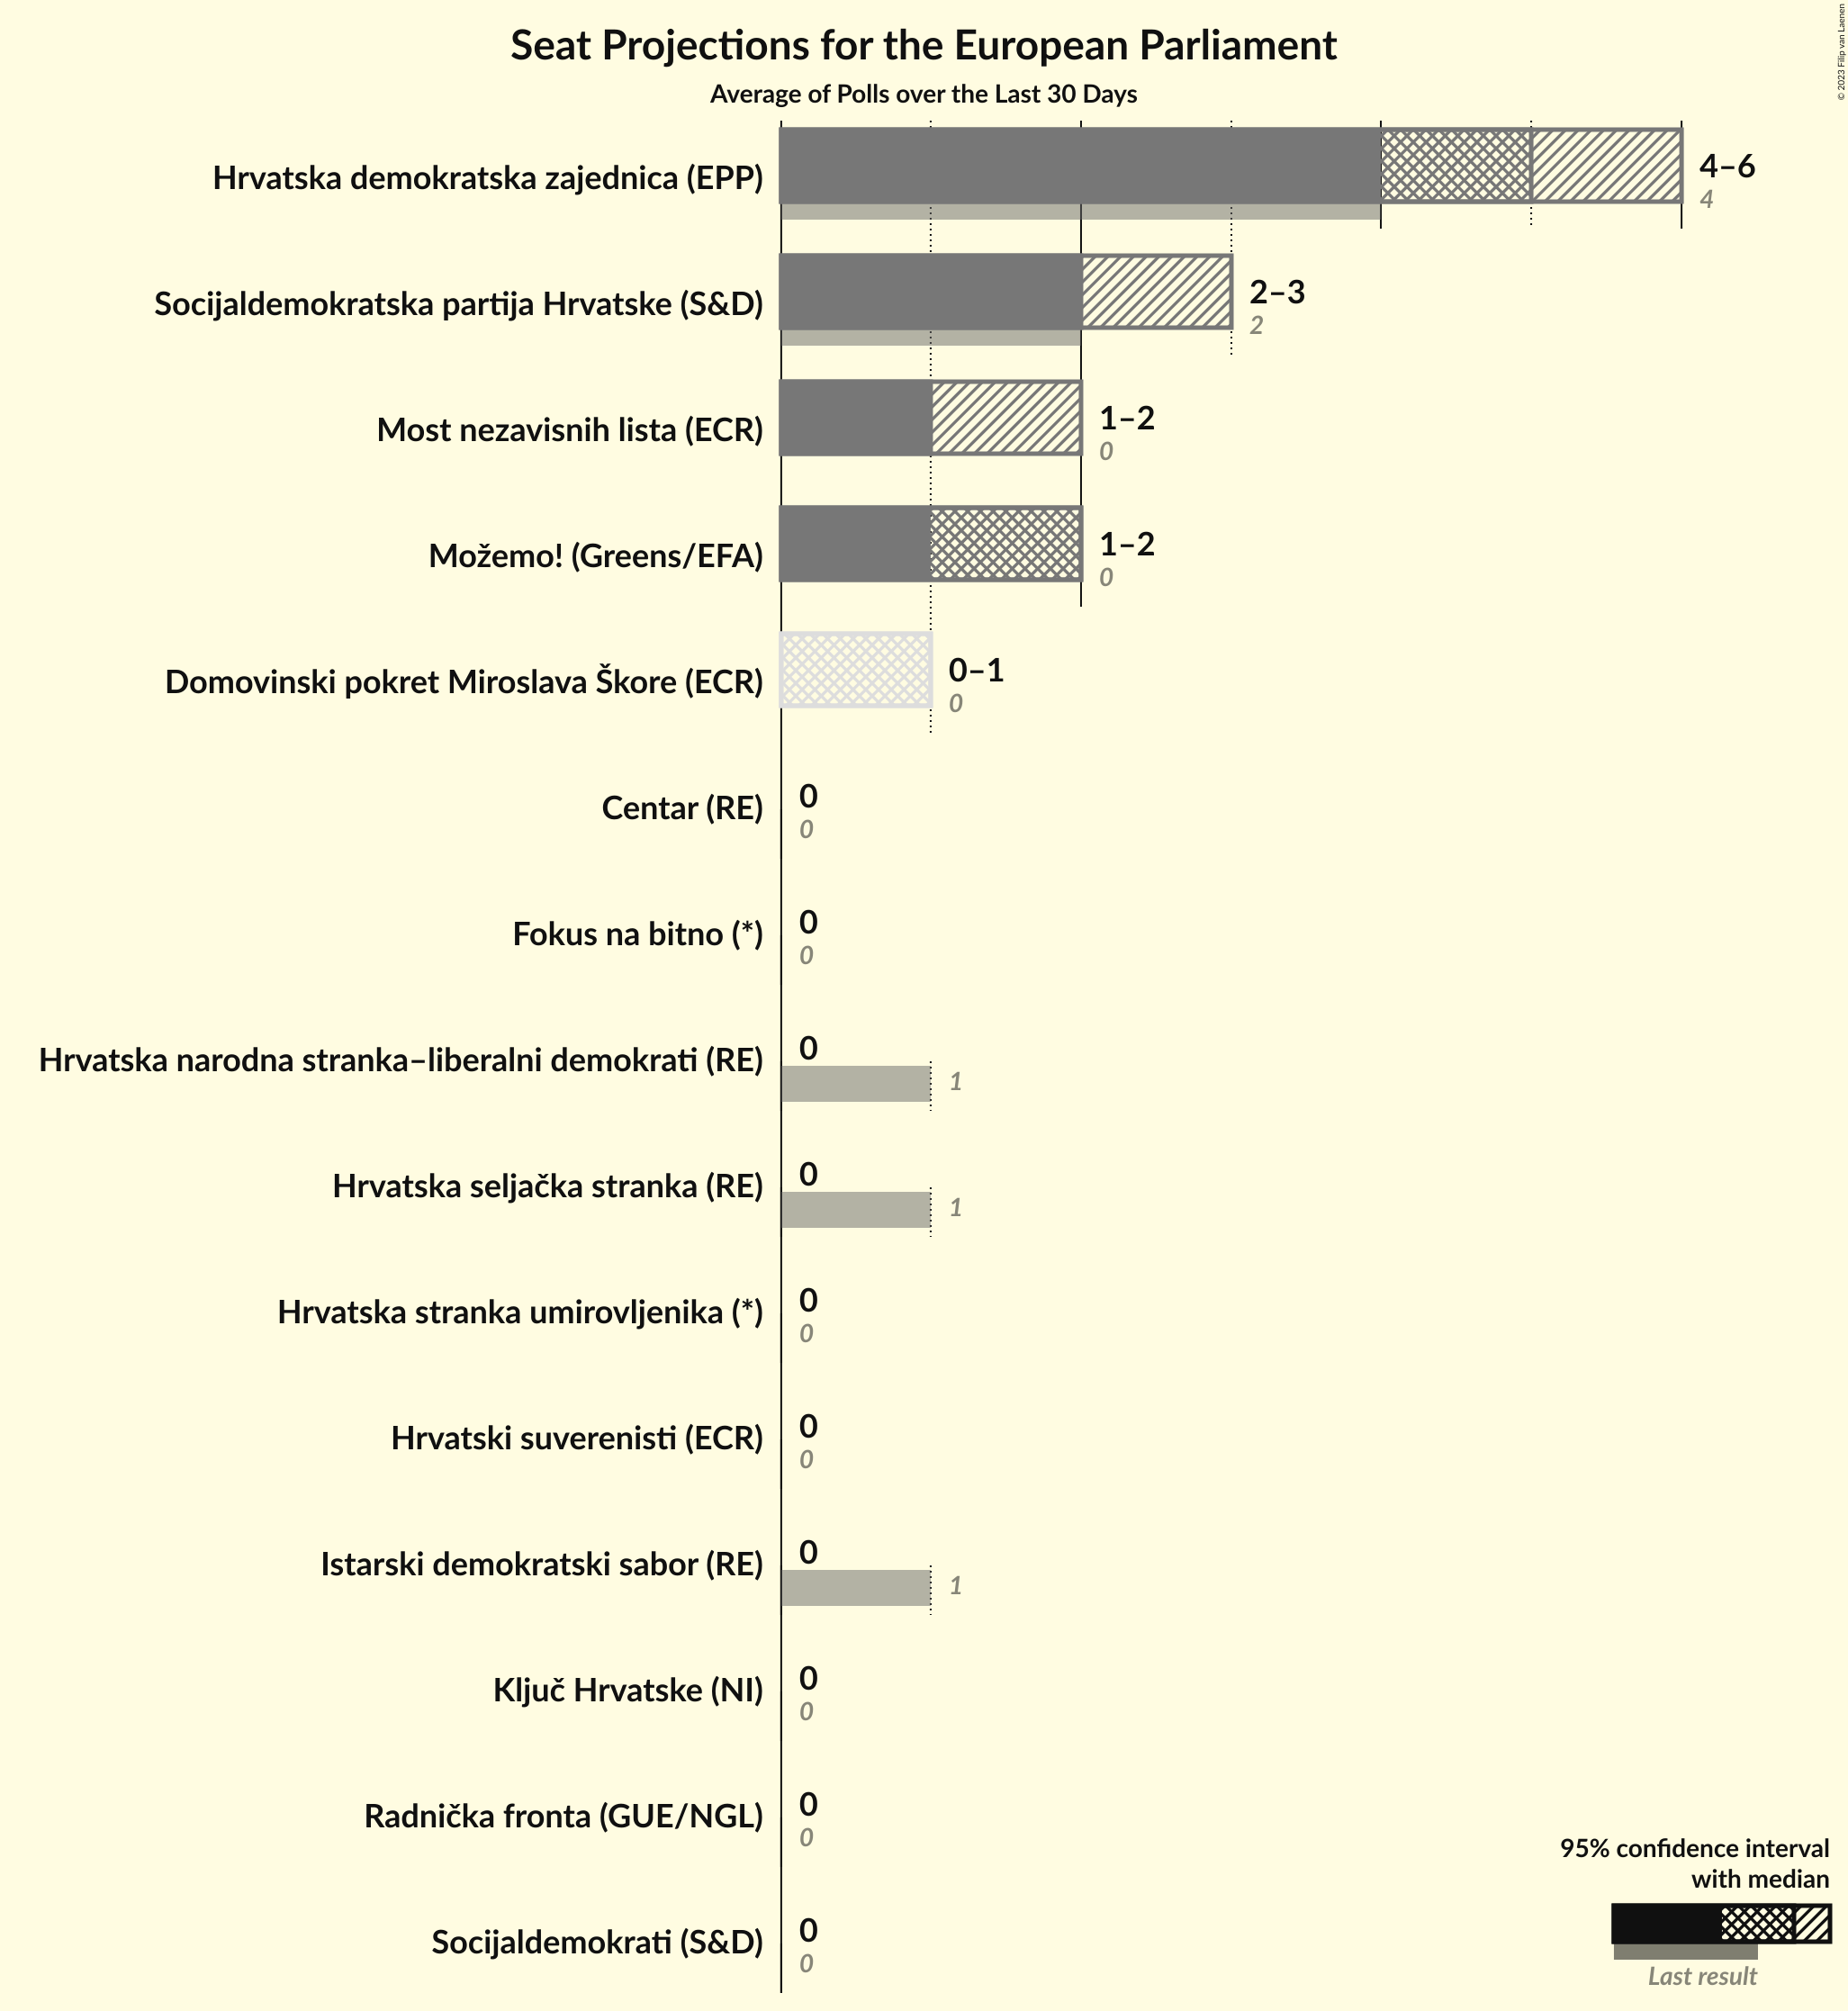 © 2023 Filip van Laenen
Seat Projections for the European Parliament
Average of Polls over the Last 30 Days
Hrvatska demokratska zajednica (EPP)
4–6
4
Socijaldemokratska partija Hrvatske (S&D)
2–3
2
Most nezavisnih lista (ECR)
1–2
0
Možemo! (Greens/EFA)
1–2
0
Domovinski pokret Miroslava Škore (ECR)
0–1
0
Centar (RE)
0
0
Fokus na bitno (*)
0
0
Hrvatska narodna stranka–liberalni demokrati (RE)
0
1
Hrvatska seljačka stranka (RE)
0
1
Hrvatska stranka umirovljenika (*)
0
0
Hrvatski suverenisti (ECR)
0
0
Istarski demokratski sabor (RE)
0
1
Ključ Hrvatske (NI)
0
0
Radnička fronta (GUE/NGL)
0
0
Socijaldemokrati (S&D)
0
0
95% confidence interval
with median
Last result